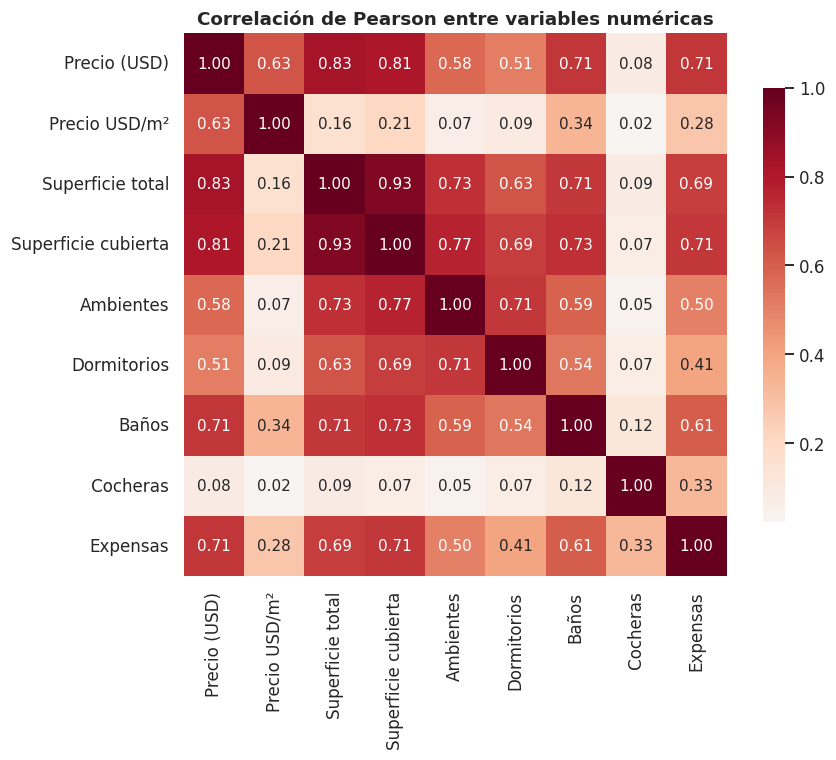 Correlación de Pearson entre variables numéricas
Precio (USD) 1.00 0.63 0.83 0.81 0.58 0.51 0.71 0.08 0.71
Precio USD/m² 0.63 1.00 0.16 0.21 0.07 0.09 0.34 0.02 0.28
Superficie total 0.83 0.16 1.00 0.93 0.73 0.63 0.71 0.09 0.69
Superficie cubierta 0.81 0.21 0.93 1.00 0.77 0.69 0.73 0.07 0.71
Ambientes 0.58 0.07 0.73 0.77 1.00 0.71 0.59 0.05 0.50
Dormitorios 0.51 0.09 0.63 0.69 0.71 1.00 0.54 0.07 0.41
Baños 0.71 0.34 0.71 0.73 0.59 0.54 1.00 0.12 0.61
Cocheras 0.08 0.02 0.09 0.07 0.05 0.07 0.12 1.00 0.33
Expensas 0.71 0.28 0.69 0.71 0.50 0.41 0.61 0.33 1.00
Precio (USD)
Precio USD/m²
Superficie total
Superficie cubierta
Ambientes
Dormitorios
Baños
Cocheras
Expensas
1.0
0.8
0.6
0.4
0.2